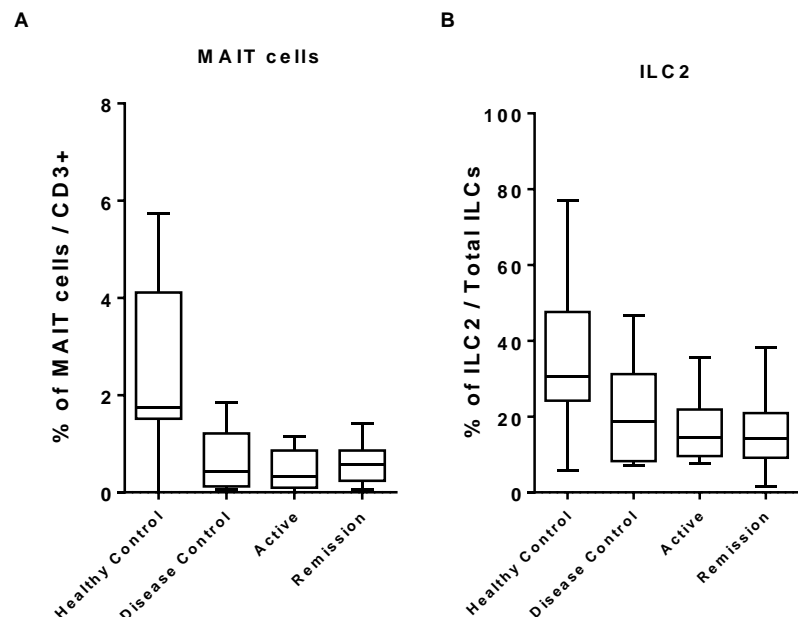 A
MAIT cells
% of MAIT cells / CD3+
8
6
4
2
0
Healthy Control
Disease Control
Active
Remission
B
ILC2
% of ILC2 / Total ILCs
100
80
60
40
20
0
Healthy Control
Disease Control
Active
Remission